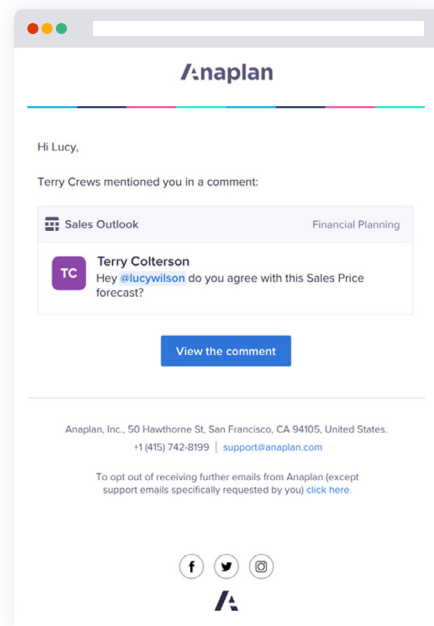 Anaplan
Hi Lucy,
Terry Crews mentioned you in a comment:
Sales Outlook
Financial Planning
TC
Terry Colterson
Hey @lucywilson do you agree with this Sales Price
forecast?
View the comment
Anaplan, Inc., 50 Hawthorne St, San Francisco, CA 94105, United States.
+1 (415) 742-8199 | support@anaplan.com
To opt out of receiving further emails from Anaplan (except
support emails specifically requested by you) click here